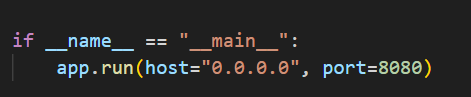 if __name__ == "__main__":
    app.run(host="0.0.0.0", port=8080)